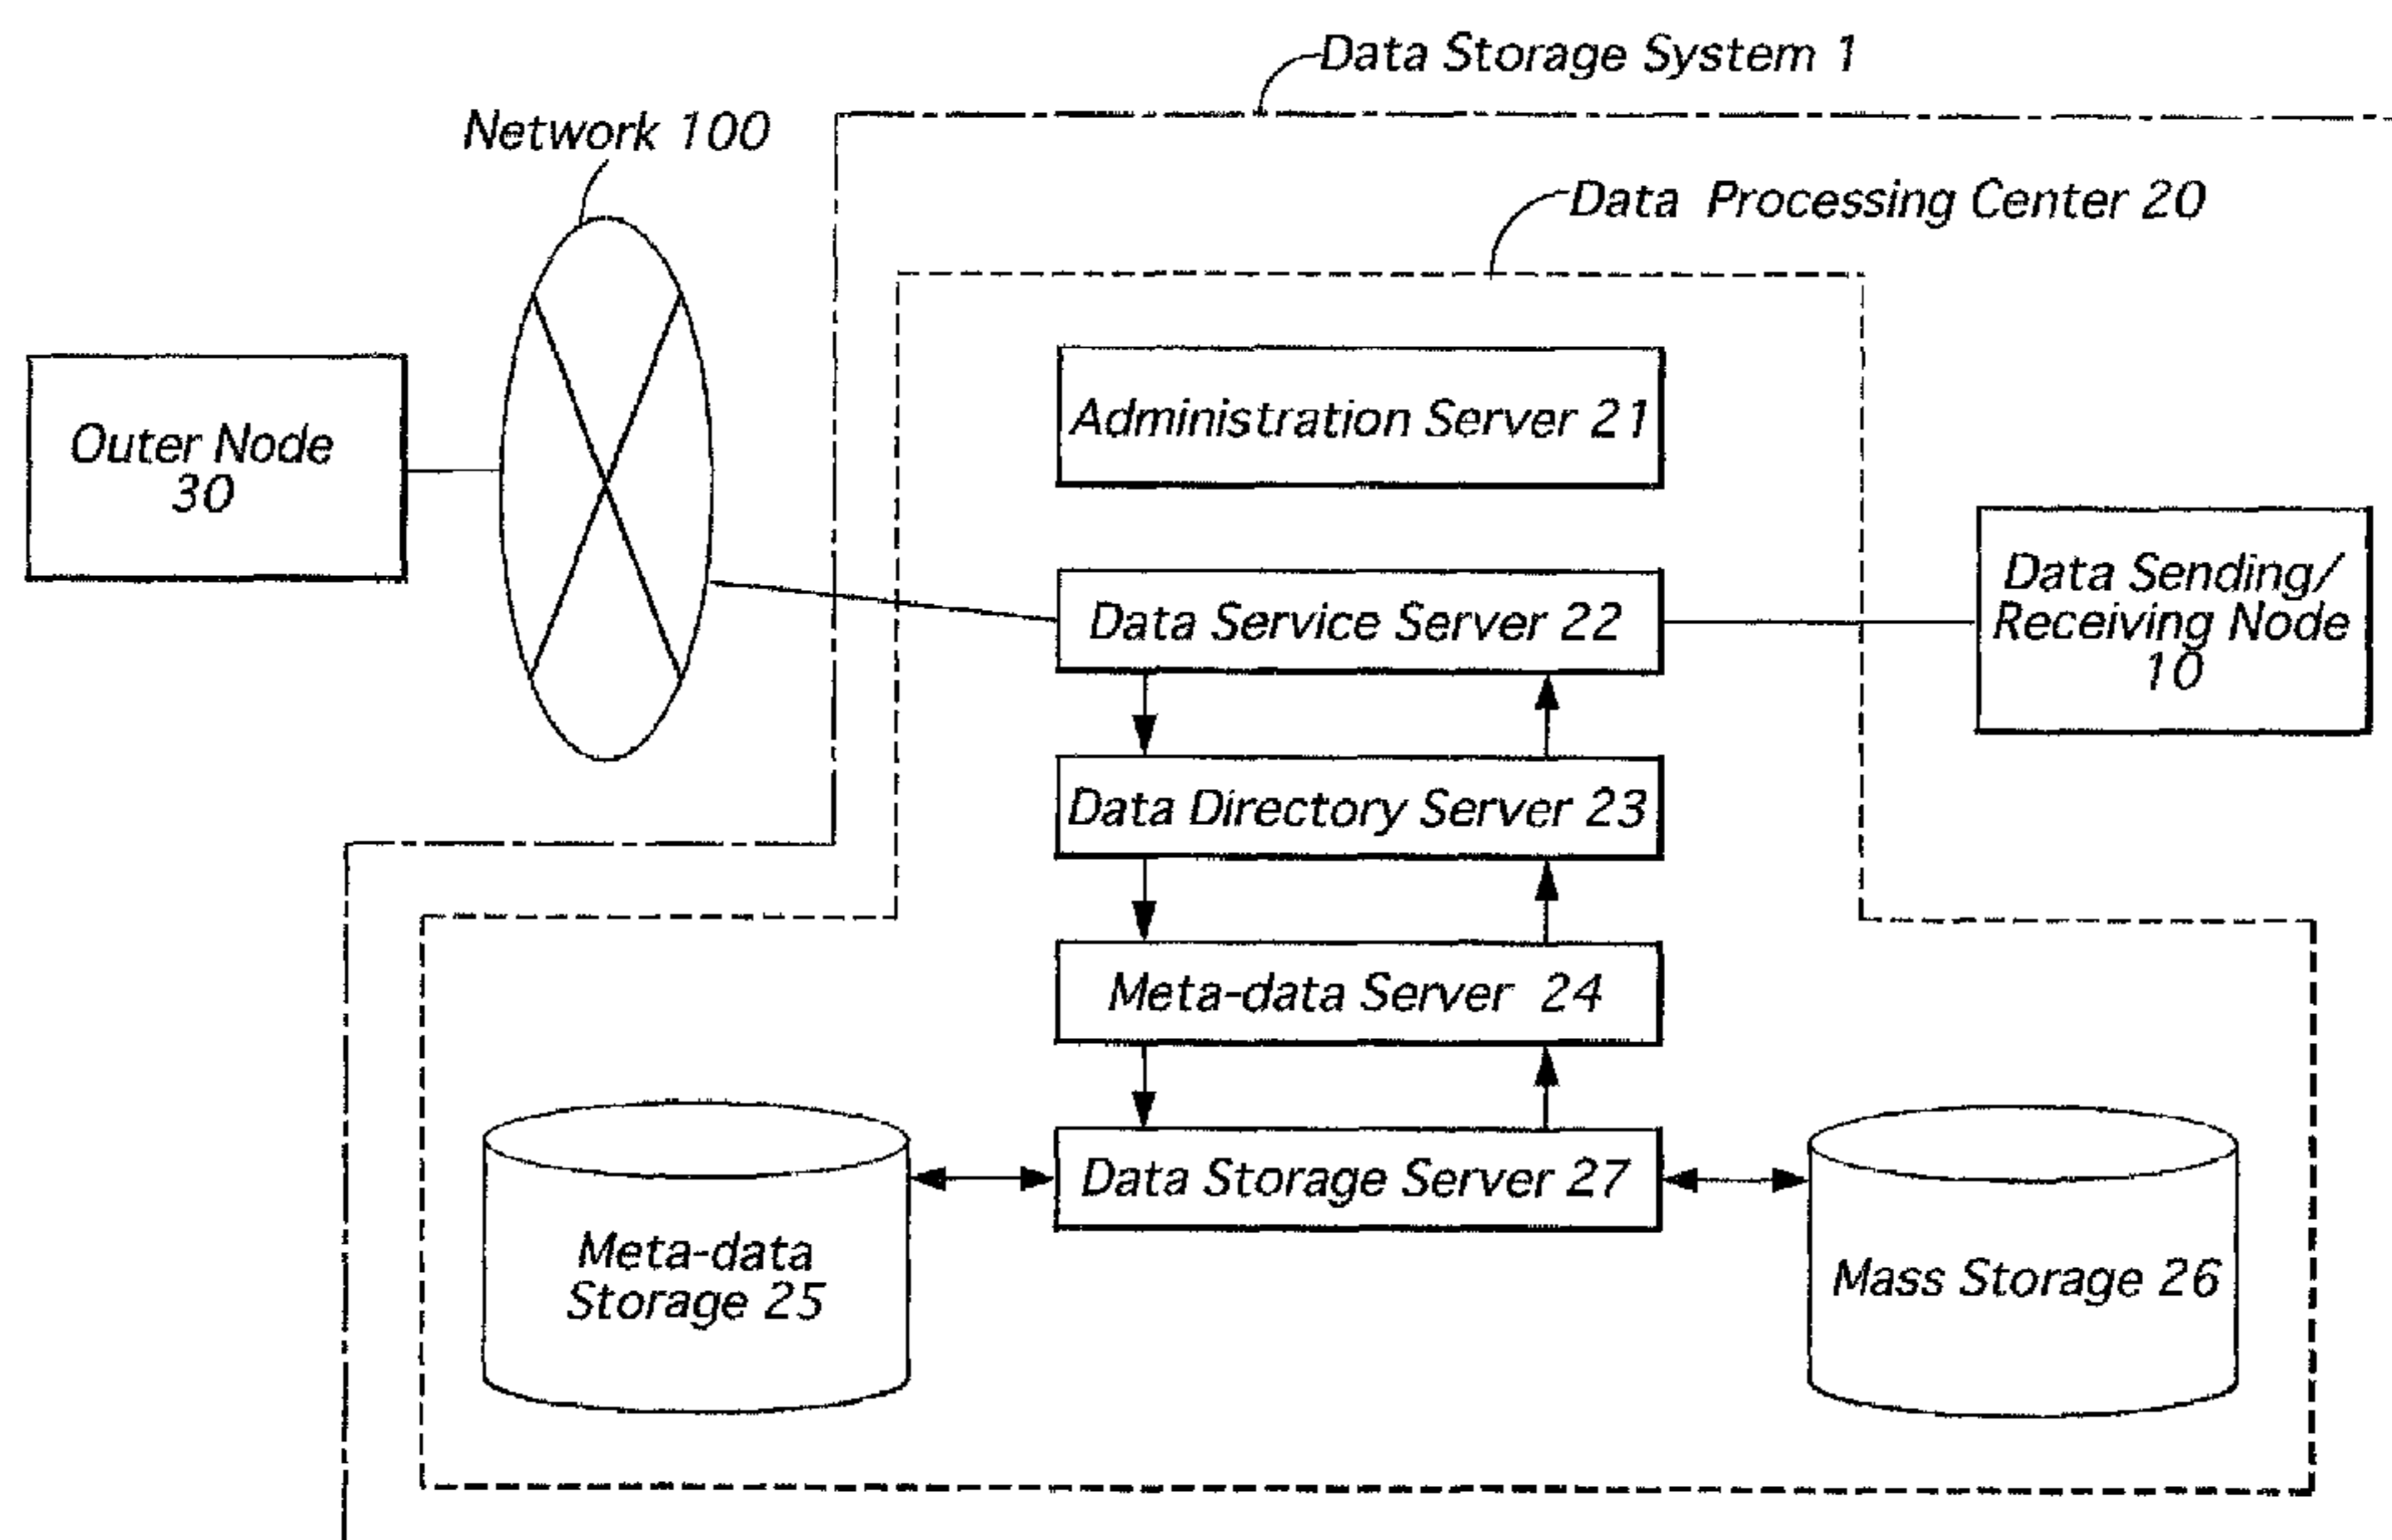 Data Storage System 1
Network 100
Data Processing Center 20
Administration Server 21
Outer Node
30
Data Service Server 22
Data Sending/
Receiving Node
10
Data Directory Server 23
Meta-data Server 24
Data Storage Server 27
Meta-data
Storage 25
Mass Storage 26